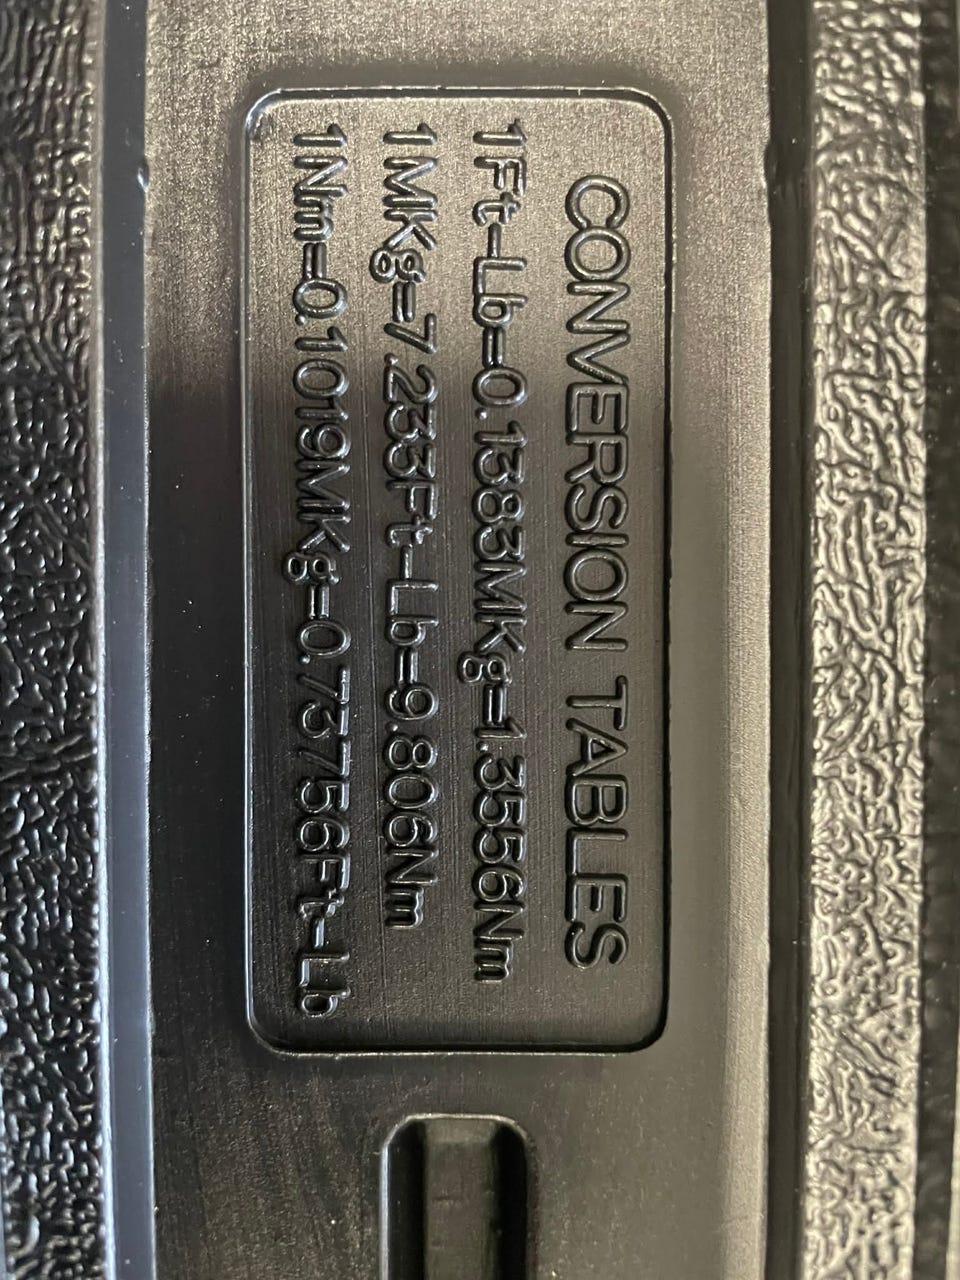 CONVERSION TABLES
1Ft-Lb=0.1383MKg=1.3556Nm
1MKg=7.233Ft-Lb=9.806Nm
1Nm=0.1019MKg=0.73756Ft-Lb